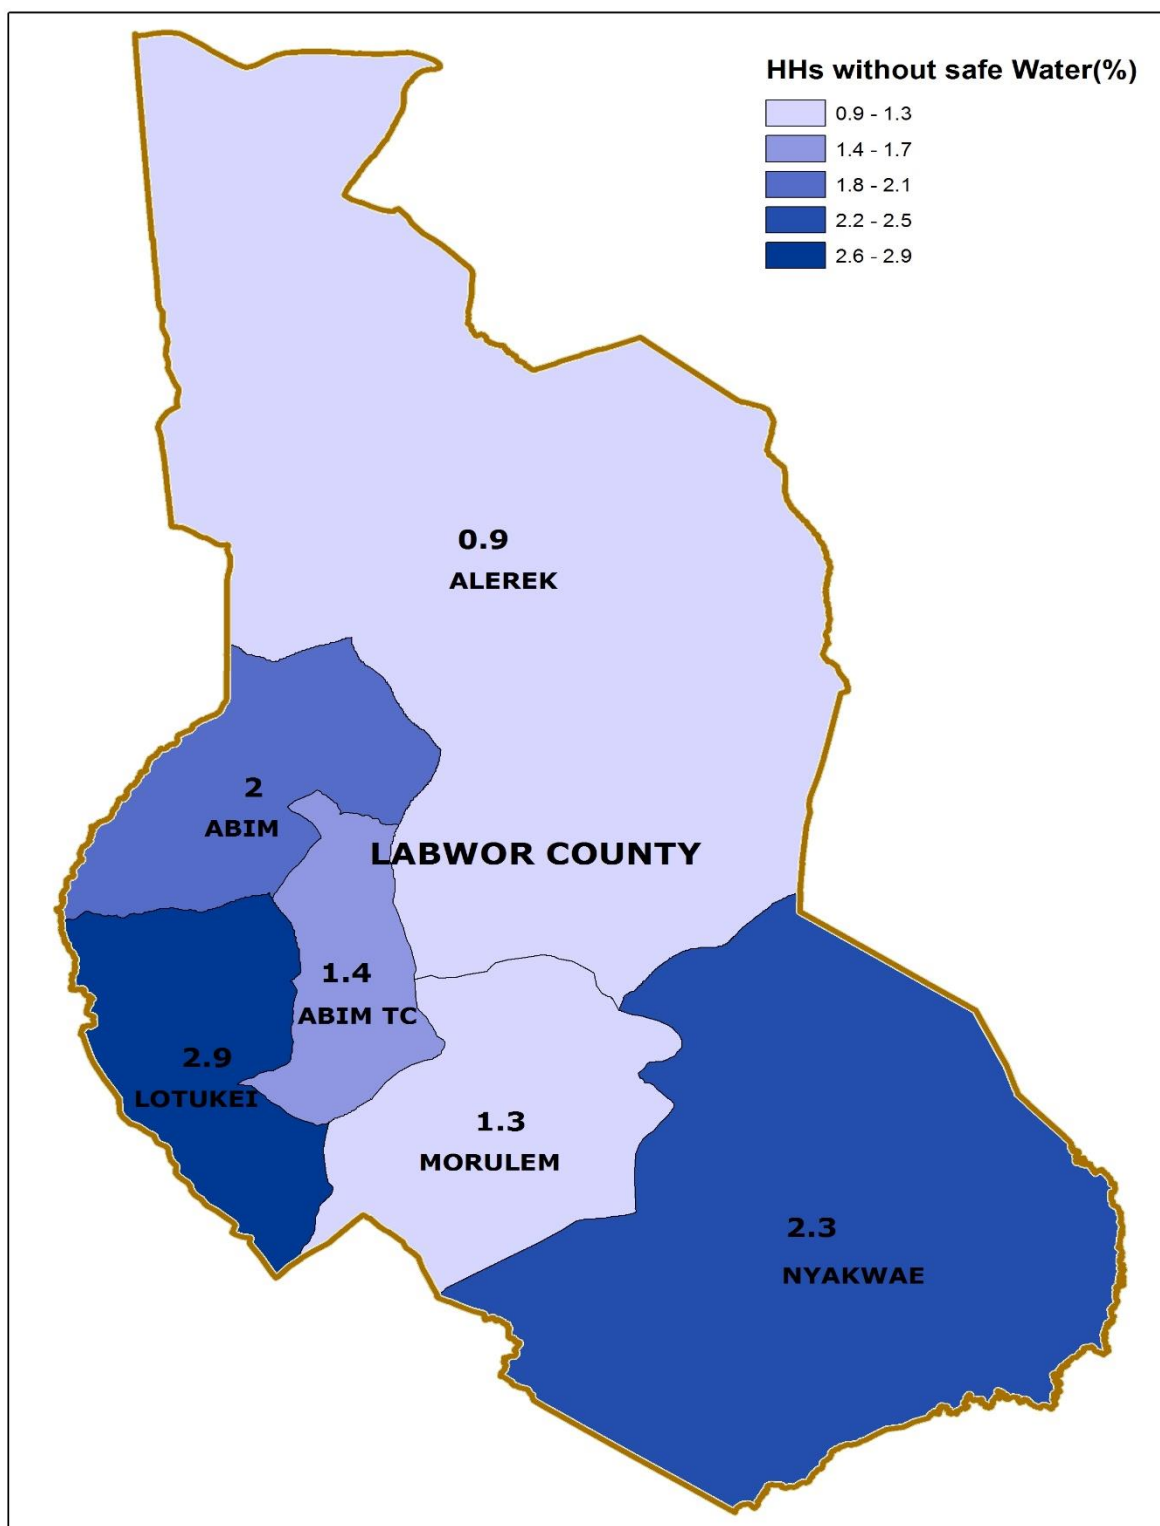 HHs without safe Water(%)
0.9 - 1.3
1.4 - 1.7
1.8 - 2.1
2.2 - 2.5
2.6 - 2.9
0.9
ALEREK
2
ABIM
LABWOR COUNTY
1.4
ABIM TC
2.9
LOTUKEI
1.3
MORULEM
2.3
NYAKWAE